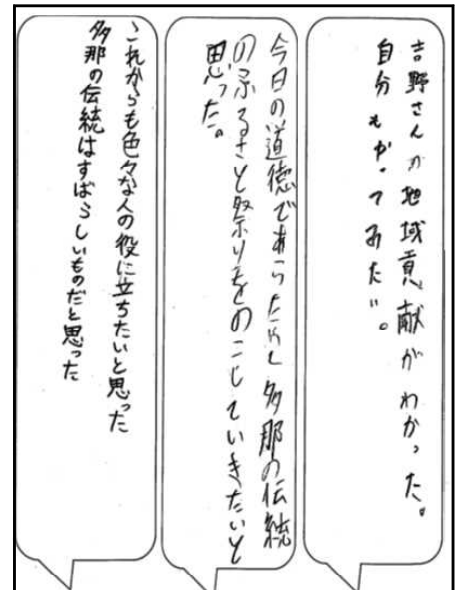 吉野さんが地域貢献がわかった。
自分もやってみたい。
今日の道徳であらためて多那の伝統
のふるさと祭りをのこしていきたいと
思った。
これからも色々な人の役に立ちたいと思った
多那の伝統はすばらしいものだと思った